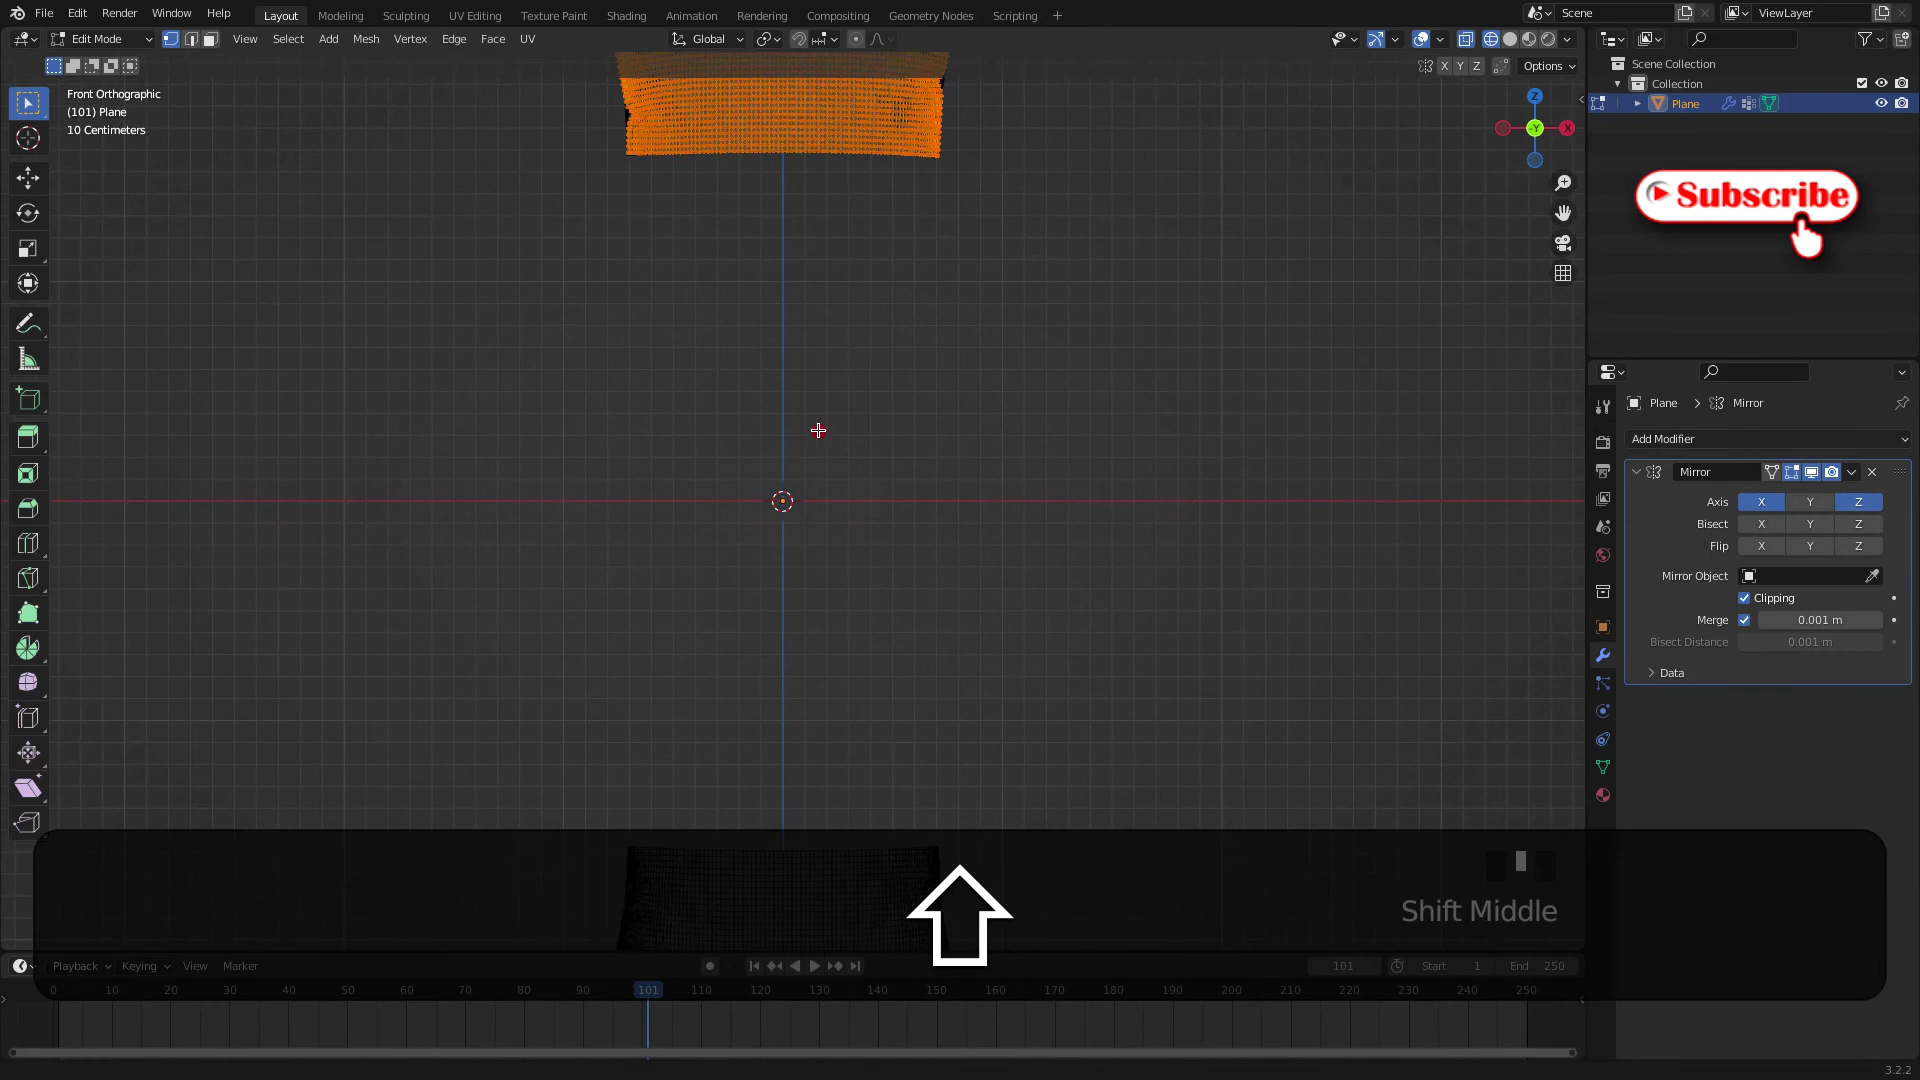 File Edit Render Window Help Layout Modeling Sculpting UV Editing Texture Paint Shading Animation Rendering Compositing Geometry Nodes Scripting + Scene ViewLayer
Edit Mode View Select Add Mesh Vertex Edge Face UV Global
X Y Z Options
Front Orthographic
(101) Plane
10 Centimeters
Z
-Y X
Scene Collection
Collection
Plane
Subscribe
Plane > Mirror
Add Modifier
Mirror
Axis X Y Z
Bisect X Y Z
Flip X Y Z
Mirror Object
Clipping
Merge 0.001 m
Bisect Distance 0.001 m
Data
Shift Middle
Playback Keying View Marker 101 Start 1 End 250
0 10 20 30 40 50 60 70 80 90 101 110 120 130 140 150 160 170 180 190 200 210 220 230 240 250
3.2.2